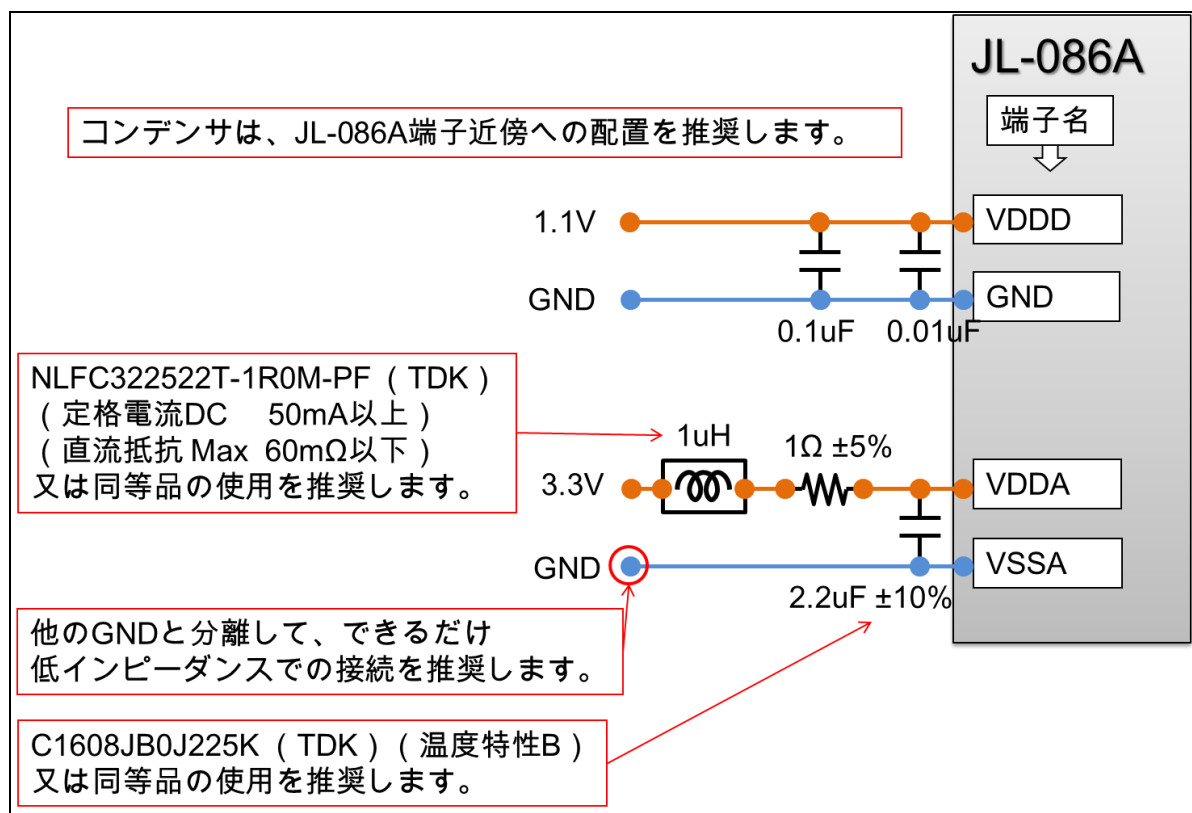 JL-086A
コンデンサは、JL-086A端子近傍への配置を推奨します。
端子名
1.1V
VDDD
GND
GND
0.1uF
0.01uF
NLFC322522T-1R0M-PF (TDK)
(定格電流DC 50mA以上)
(直流抵抗 Max 60mΩ以下)
又は同等品の使用を推奨します。
1uH
1Ω ±5%
3.3V
VDDA
GND
VSSA
2.2uF ±10%
他のGNDと分離して、できるだけ
低インピーダンスでの接続を推奨します。
C1608JB0J225K (TDK) (温度特性B)
又は同等品の使用を推奨します。